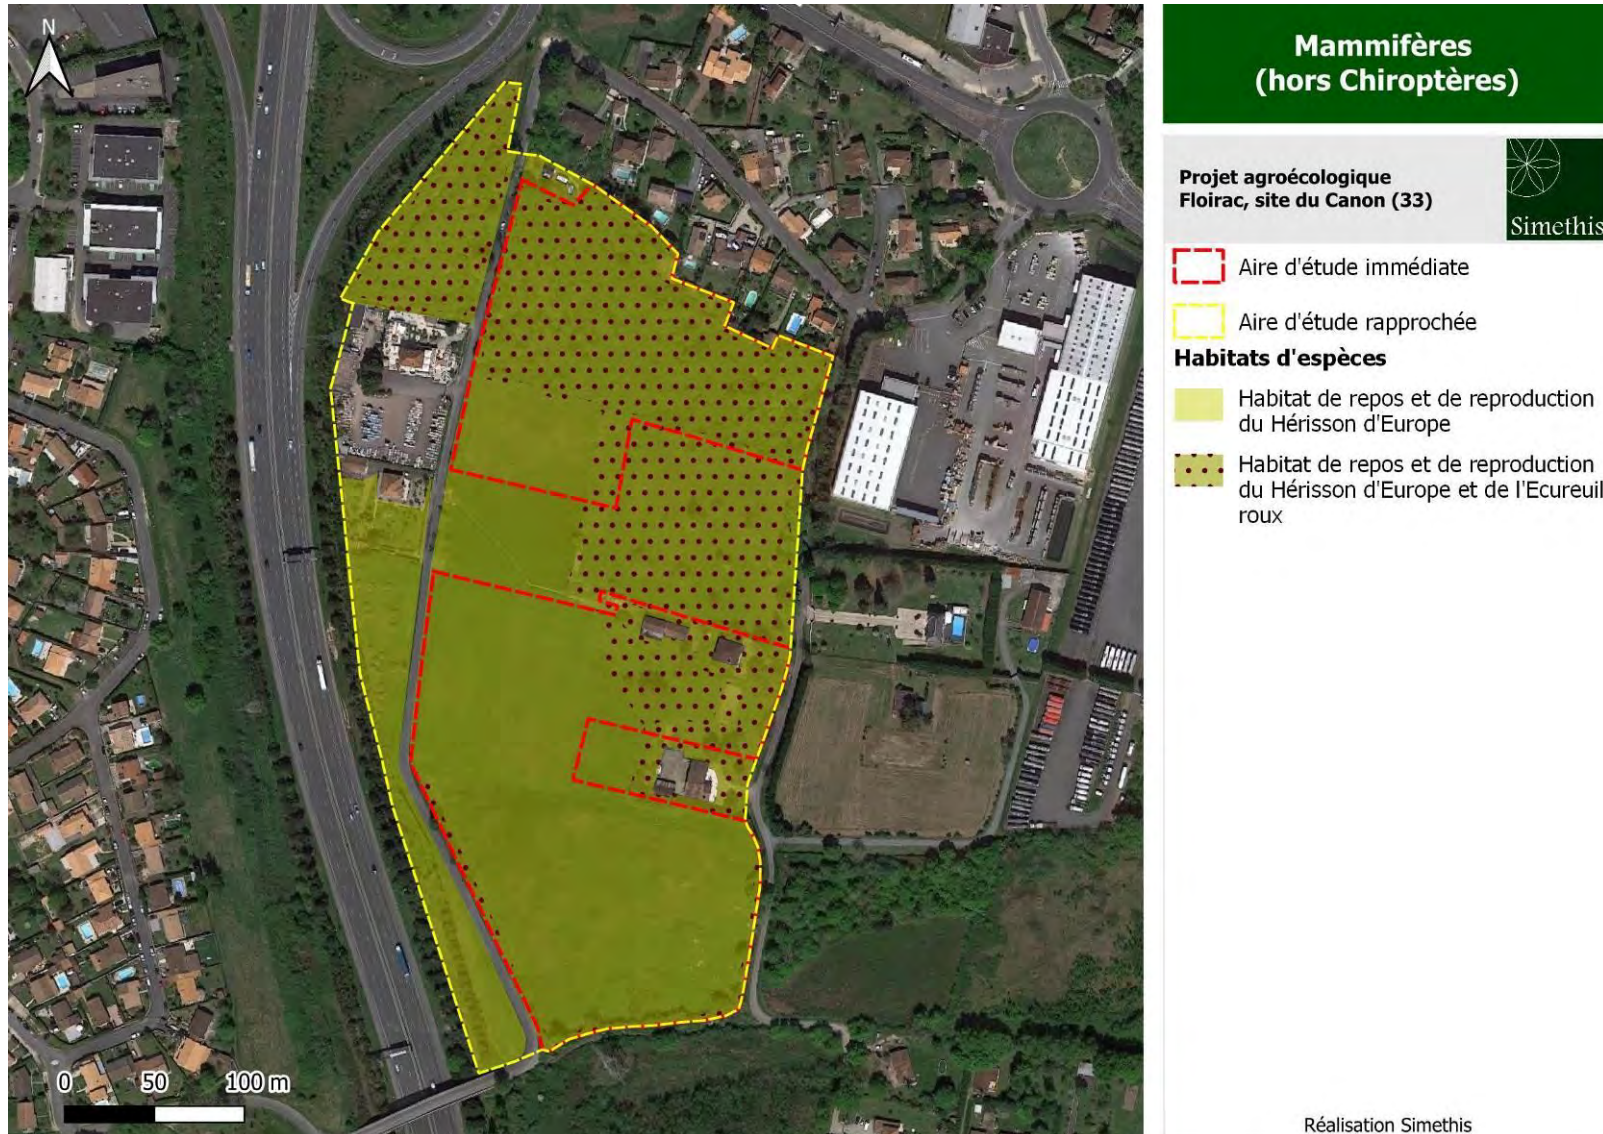 N
0 50 100 m
Mammifères
(hors Chiroptères)
Projet agroécologique
Floirac, site du Canon (33)
Simethis
Aire d'étude immédiate
Aire d'étude rapprochée
Habitats d'espèces
Habitat de repos et de reproduction
du Hérisson d'Europe
Habitat de repos et de reproduction
du Hérisson d'Europe et de l'Ecureuil
roux
Réalisation Simethis